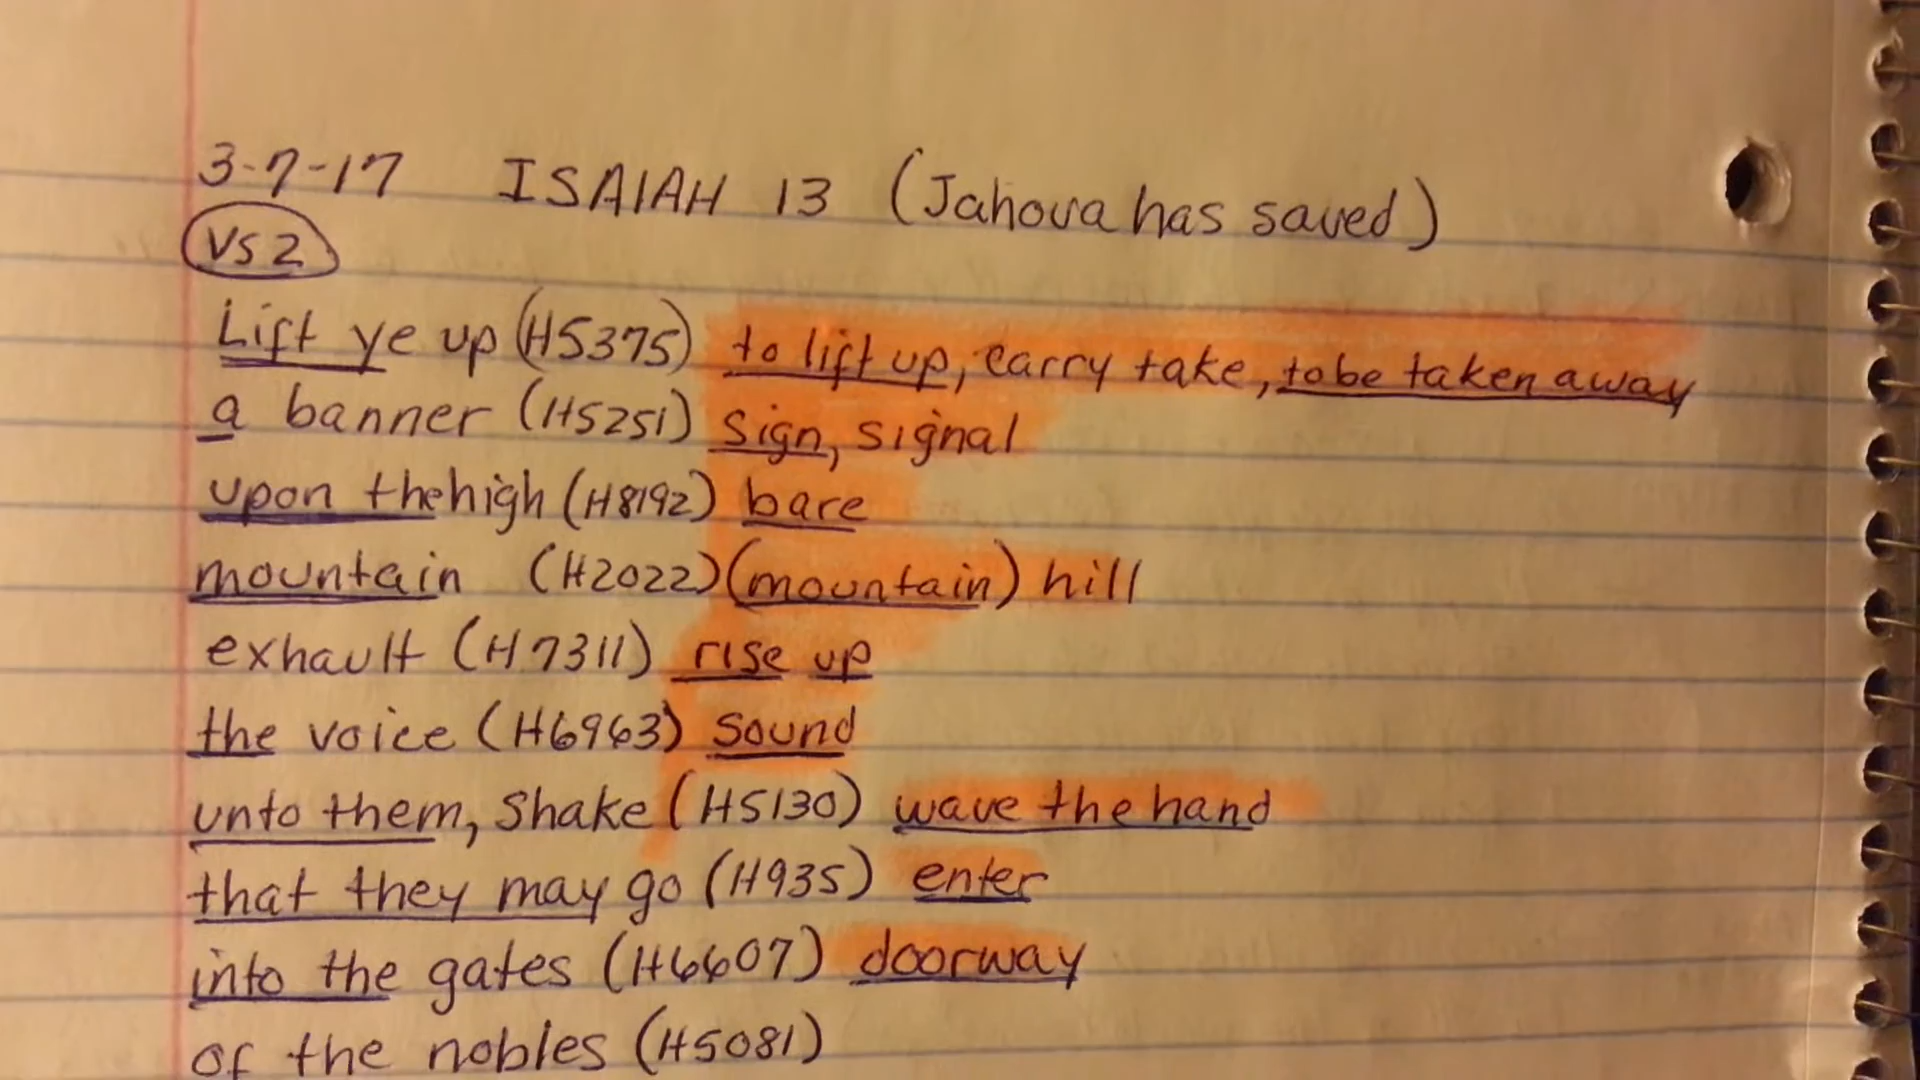 3-7-17 ISAIAH 13 (Jahova has saved)
VS 2
Lift ye up (H5375) to lift up, carry take, to be taken away
a banner (H5251) sign, signal
upon the high (H8192) bare
mountain (H2022) (mountain) hill
exhault (H7311) rise up
the voice (H6963) sound
unto them, shake (H5130) wave the hand
that they may go (H935) enter
into the gates (H6607) doorway
of the nobles (H5081)